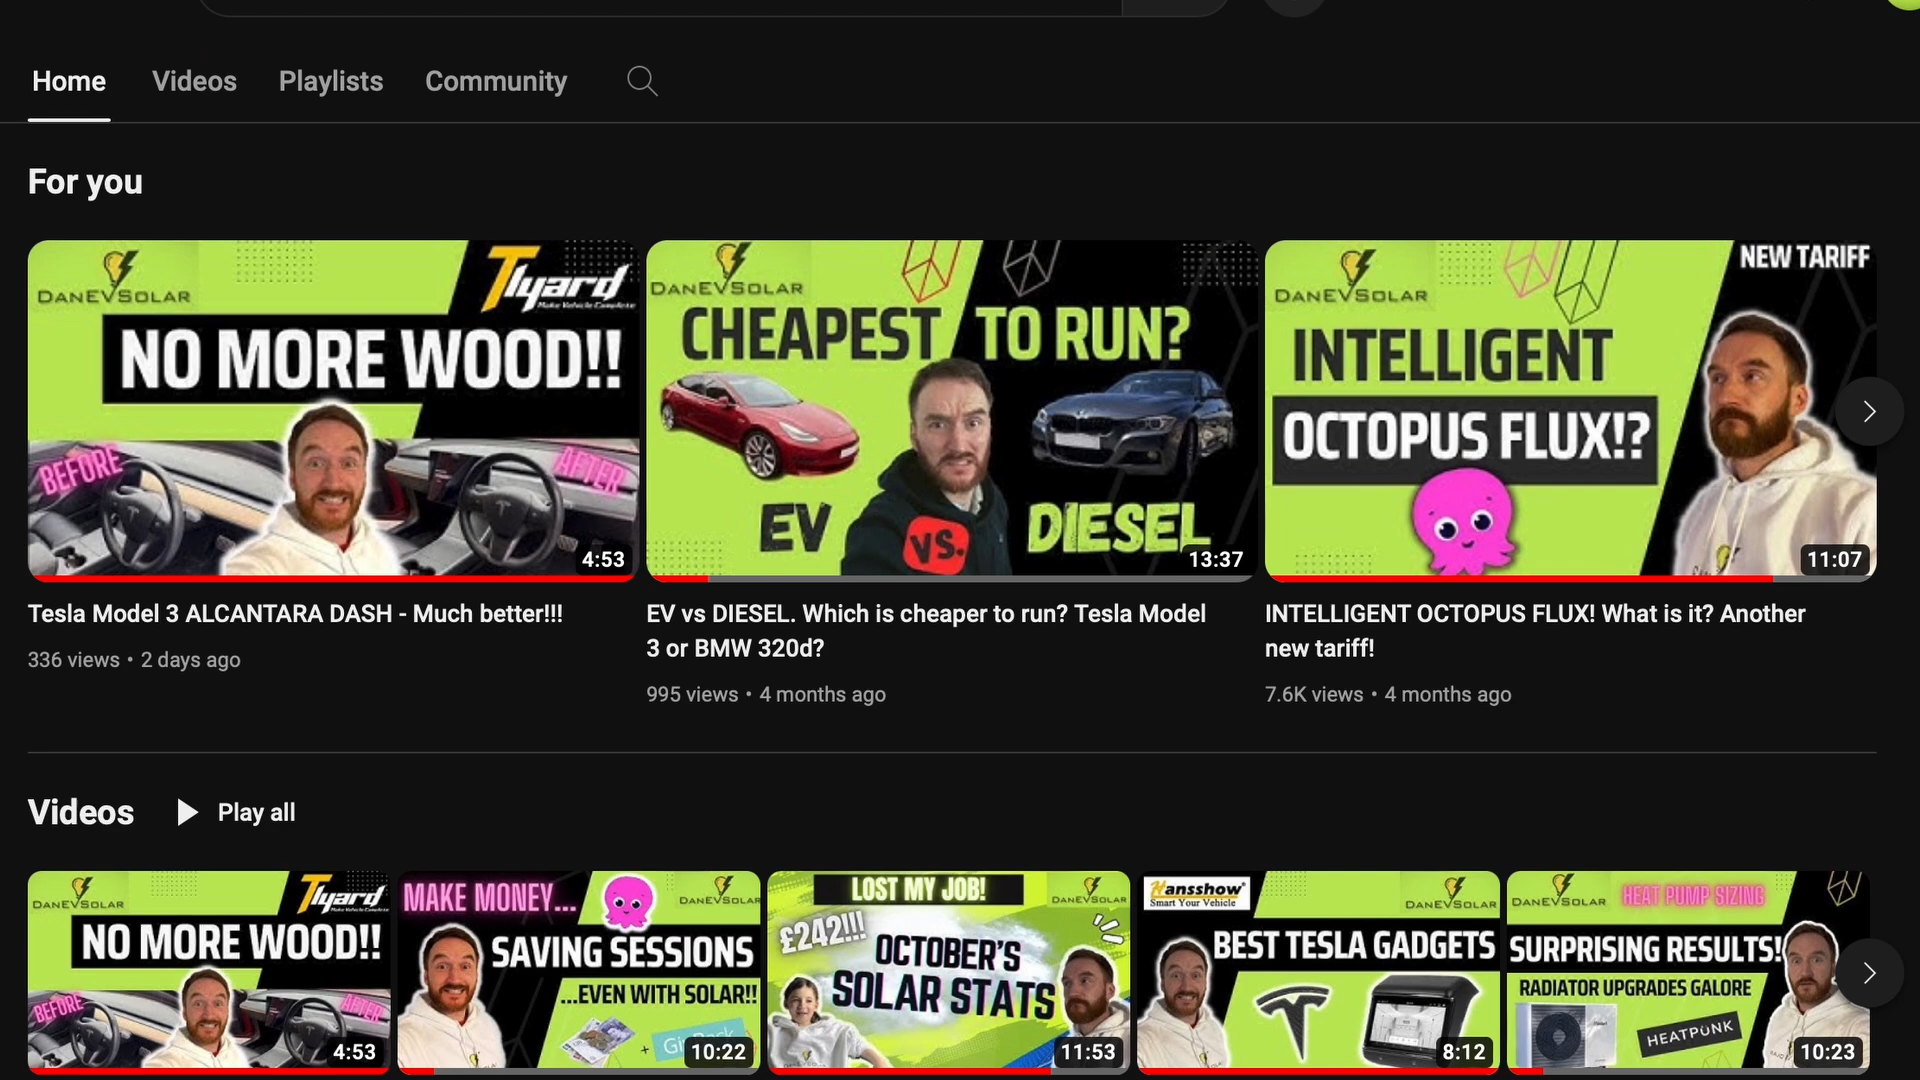 Home Videos Playlists Community
For you
DANEVSOLAR
Tlyard
Make Vehicle Complete
NO MORE WOOD!!
BEFORE
AFTER
4:53
DANEVSOLAR
CHEAPEST TO RUN?
EV
VS.
DIESEL
13:37
NEW TARIFF
DANEVSOLAR
INTELLIGENT
OCTOPUS FLUX!?
11:07
Tesla Model 3 ALCANTARA DASH - Much better!!!
336 views • 2 days ago
EV vs DIESEL. Which is cheaper to run? Tesla Model
3 or BMW 320d?
995 views • 4 months ago
INTELLIGENT OCTOPUS FLUX! What is it? Another
new tariff!
7.6K views • 4 months ago
Videos Play all
DANEVSOLAR
Tlyard
Make Vehicle Complete
NO MORE WOOD!!
BEFORE
AFTER
4:53
MAKE MONEY...
DANEVSOLAR
SAVING SESSIONS
...EVEN WITH SOLAR!!
+
10:22
LOST MY JOB!
DANEVSOLAR
£242!!!
OCTOBER'S
SOLAR STATS
11:53
Hansshow
Smart Your Vehicle
DANEVSOLAR
BEST TESLA GADGETS
8:12
DANEVSOLAR
HEAT PUMP SIZING
SURPRISING RESULTS!
RADIATOR UPGRADES GALORE
HEATPUNK
10:23